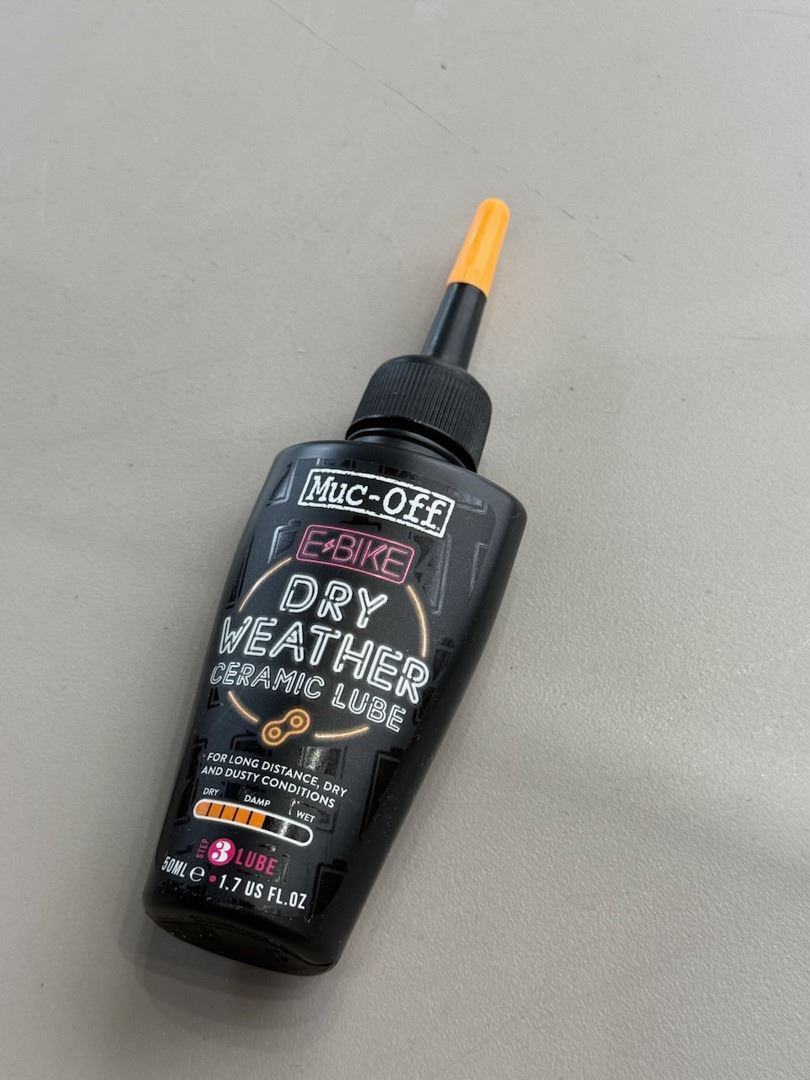 Muc-Off
E-BIKE
DRY
WEATHER
CERAMIC LUBE
• FOR LONG DISTANCE, DRY
AND DUSTY CONDITIONS
DRY DAMP WET
STEP 3 LUBE
50ML e • 1.7 US FL.OZ